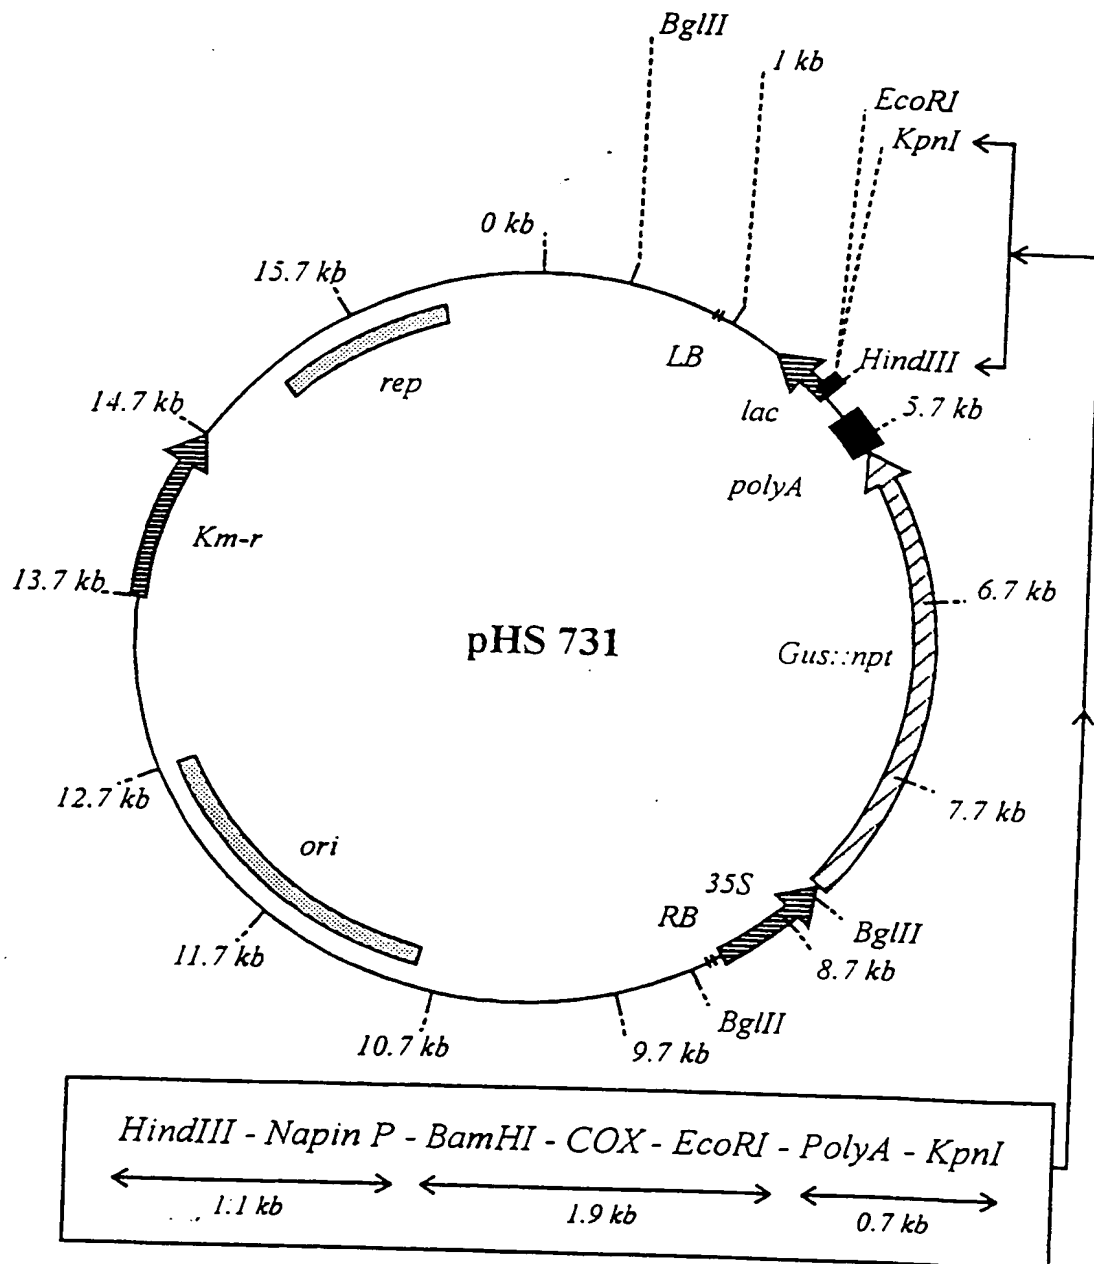 BglII
1 kb
EcoRI
KpnI
0 kb
15.7 kb
LB
HindIII
rep
lac
5.7 kb
14.7 kb
polyA
Km-r
13.7 kb
6.7 kb
pHS 731
Gus::npt
12.7 kb
7.7 kb
ori
35S
RB
BglII
11.7 kb
8.7 kb
BglII
10.7 kb
9.7 kb
HindIII - Napin P - BamHI - COX - EcoRI - PolyA - KpnI
1.1 kb
1.9 kb
0.7 kb